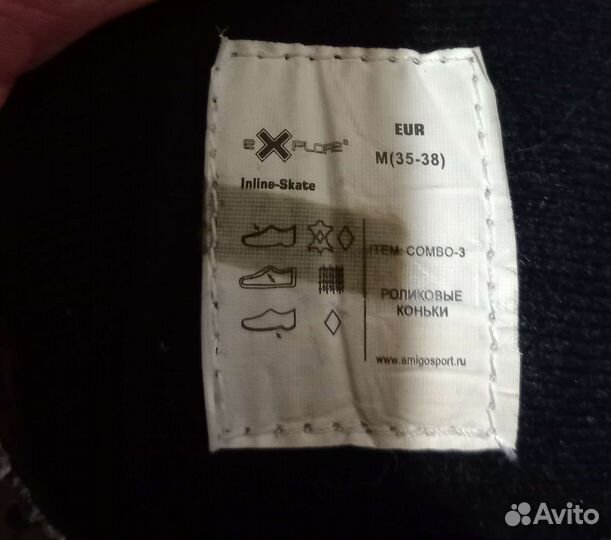 eXPLORE®
Inline-Skate
EUR
M(35-38)
ITEM: COMBO-3
РОЛИКОВЫЕ
КОНЬКИ
www.amigosport.ru
Avito